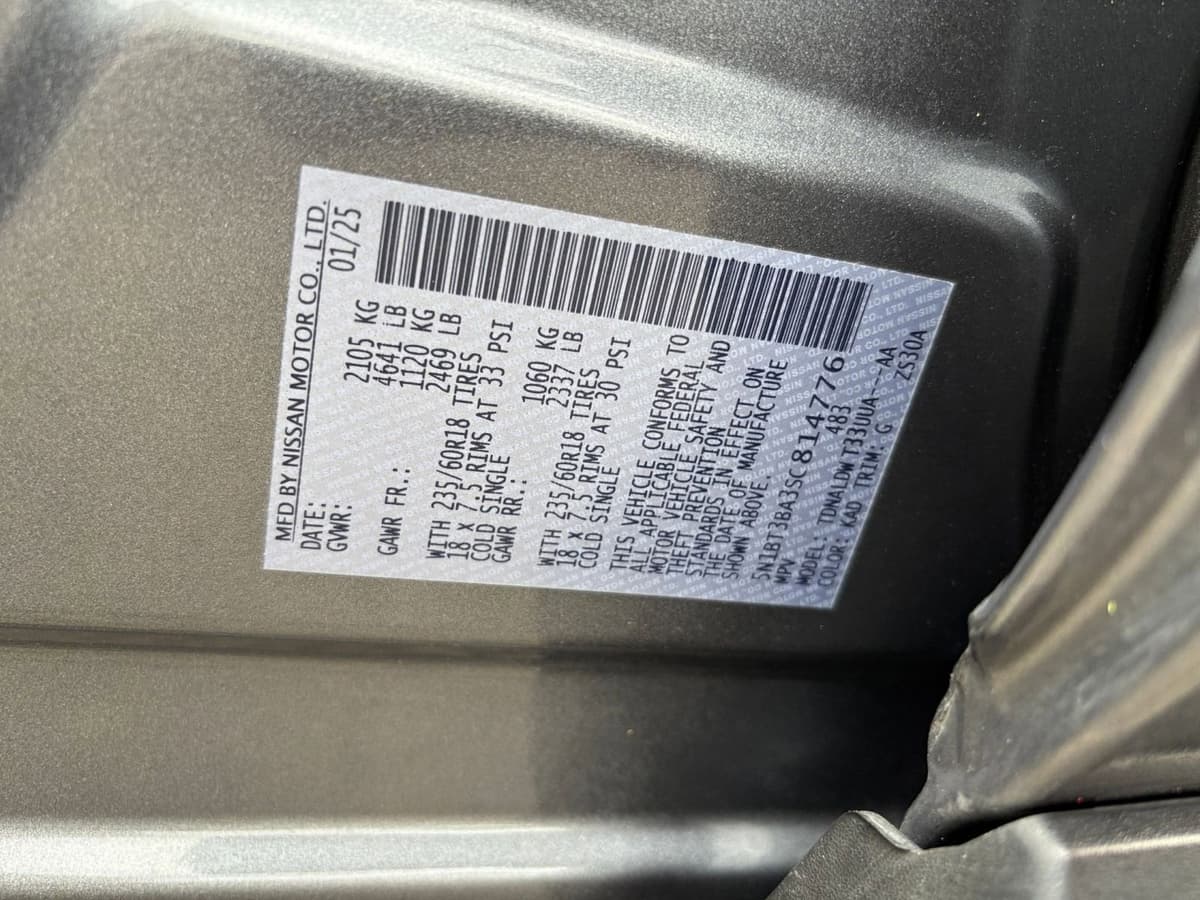 MFD BY NISSAN MOTOR CO., LTD.
DATE: 01/25
GVWR: 2105 KG
4641 LB
GAWR FR.: 1120 KG
2469 LB
WITH 235/60R18 TIRES
18 X 7.5 RIMS AT 33 PSI
COLD SINGLE
GAWR RR.: 1060 KG
2337 LB
WITH 235/60R18 TIRES
18 X 7.5 RIMS AT 30 PSI
COLD SINGLE
THIS VEHICLE CONFORMS TO
ALL APPLICABLE FEDERAL
MOTOR VEHICLE SAFETY AND
THEFT PREVENTION
STANDARDS IN EFFECT ON
THE DATE OF MANUFACTURE
SHOWN ABOVE.
5N1BT3BA3SC814776
MPV 483
MODEL: TDNALDW T33UUA---AA
COLOR: KAD TRIM: G ZS30A